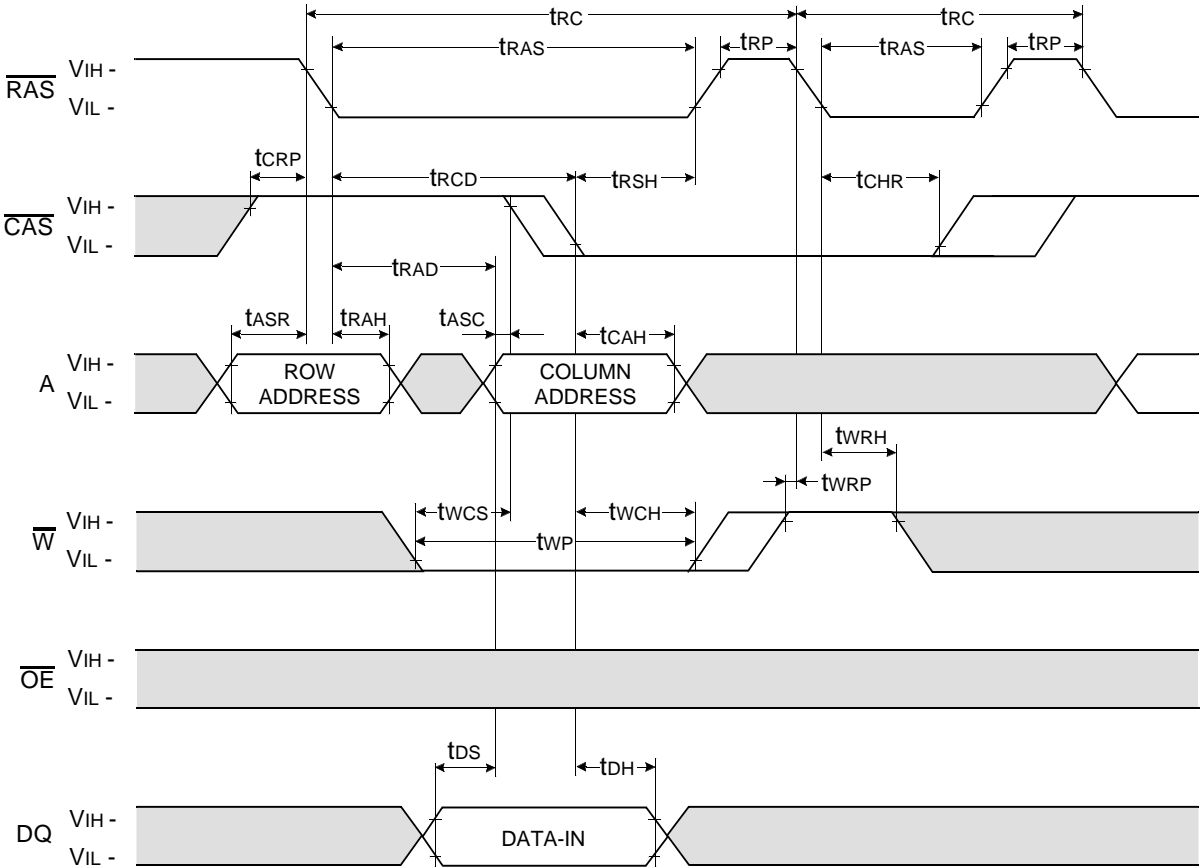 tRC tRC
tRAS tRP tRAS tRP
RAS VIH -
VIL -
tCRP tRCD tRSH tCHR
CAS VIH -
VIL -
tRAD
tASR tRAH tASC tCAH
A VIH -
VIL -
ROW ADDRESS
COLUMN ADDRESS
tWRH
tWRP
tWCS tWCH
W VIH -
VIL -
tWP
OE VIH -
VIL -
tDS tDH
DQ VIH -
VIL -
DATA-IN